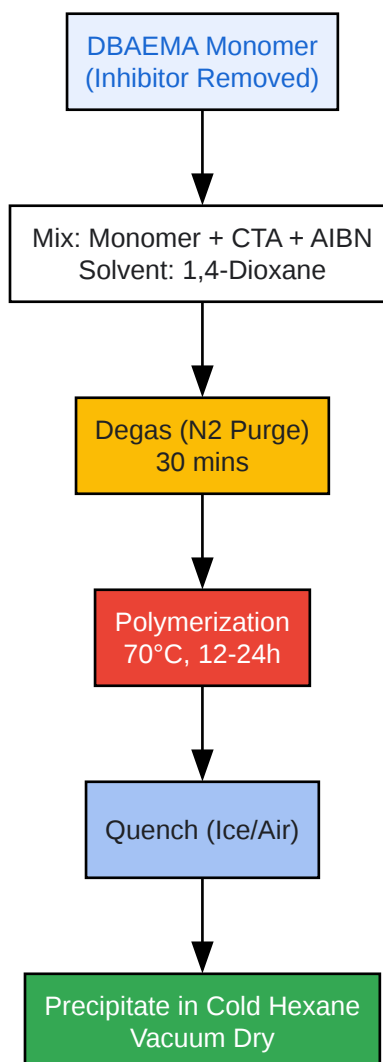 DBAEMA Monomer
(Inhibitor Removed)
Mix: Monomer + CTA + AIBN
Solvent: 1,4-Dioxane
Degas (N2 Purge)
30 mins
Polymerization
70°C, 12-24h
Quench (Ice/Air)
Precipitate in Cold Hexane
Vacuum Dry